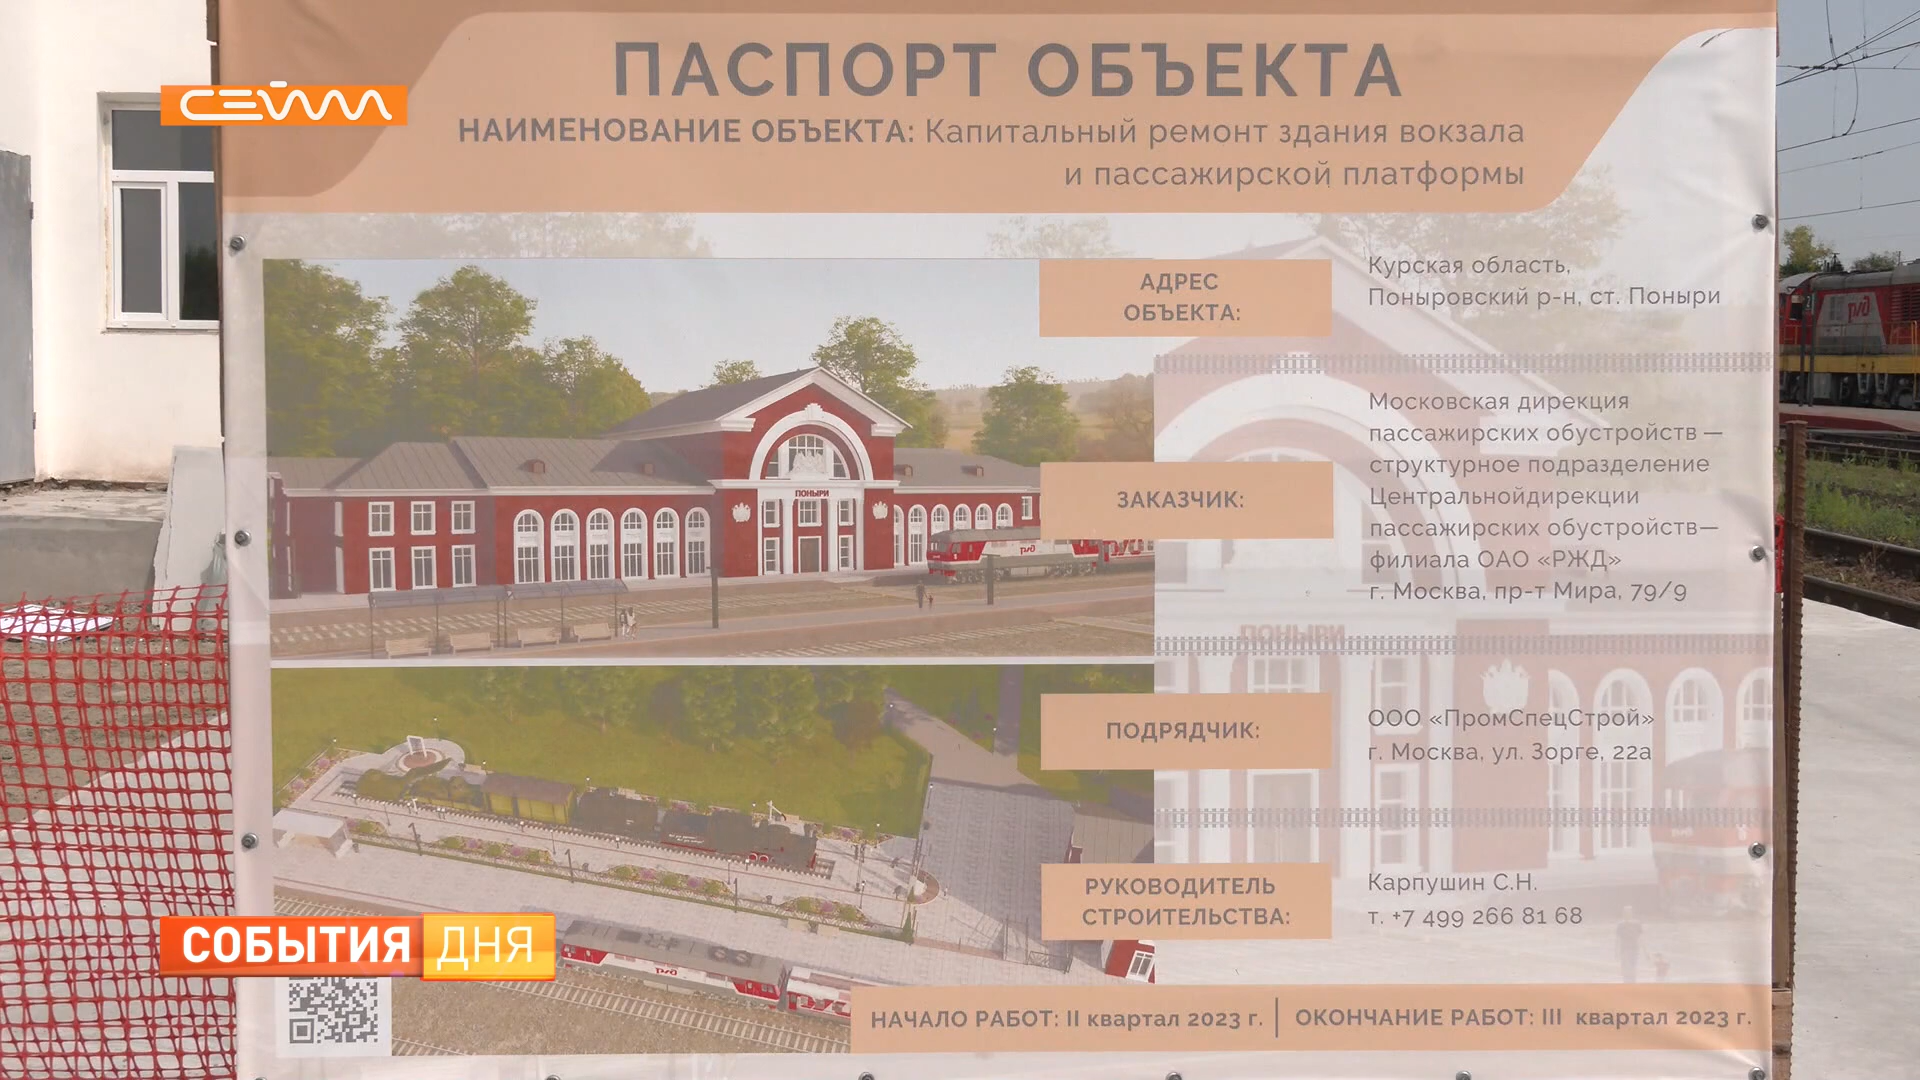 ПАСПОРТ ОБЪЕКТА
НАИМЕНОВАНИЕ ОБЪЕКТА: Капитальный ремонт здания вокзала
и пассажирской платформы
СЕЙМ
АДРЕС
ОБЪЕКТА:
Курская область,
Поныровский р-н, ст. Поныри
ЗАКАЗЧИК:
Московская дирекция
пассажирских обустройств —
структурное подразделение
Центральнойдирекции
пассажирских обустройств—
филиала ОАО «РЖД»
г. Москва, пр-т Мира, 79/9
ПОДРЯДЧИК:
ООО «ПромСпецСтрой»
г. Москва, ул. Зорге, 22а
РУКОВОДИТЕЛЬ
СТРОИТЕЛЬСТВА:
Карпушин С.Н.
т. +7 499 266 81 68
НАЧАЛО РАБОТ: II квартал 2023 г.
ОКОНЧАНИЕ РАБОТ: III квартал 2023 г.
ПОНЫРИ
ПОНЫРИ
ржд
ржд
ржд
СОБЫТИЯ ДНЯ